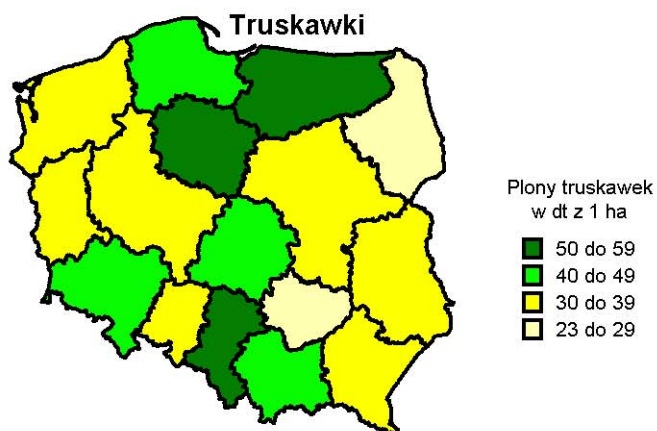 Truskawki
Plony truskawek
w dt z 1 ha
50 do 59
40 do 49
30 do 39
23 do 29